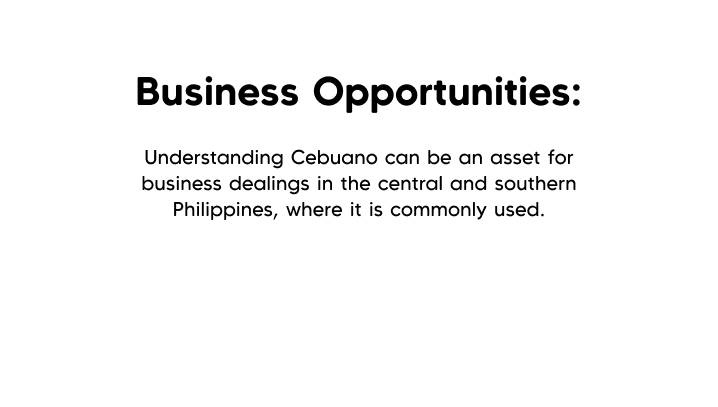 Business Opportunities:
Understanding Cebuano can be an asset for
business dealings in the central and southern
Philippines, where it is commonly used.